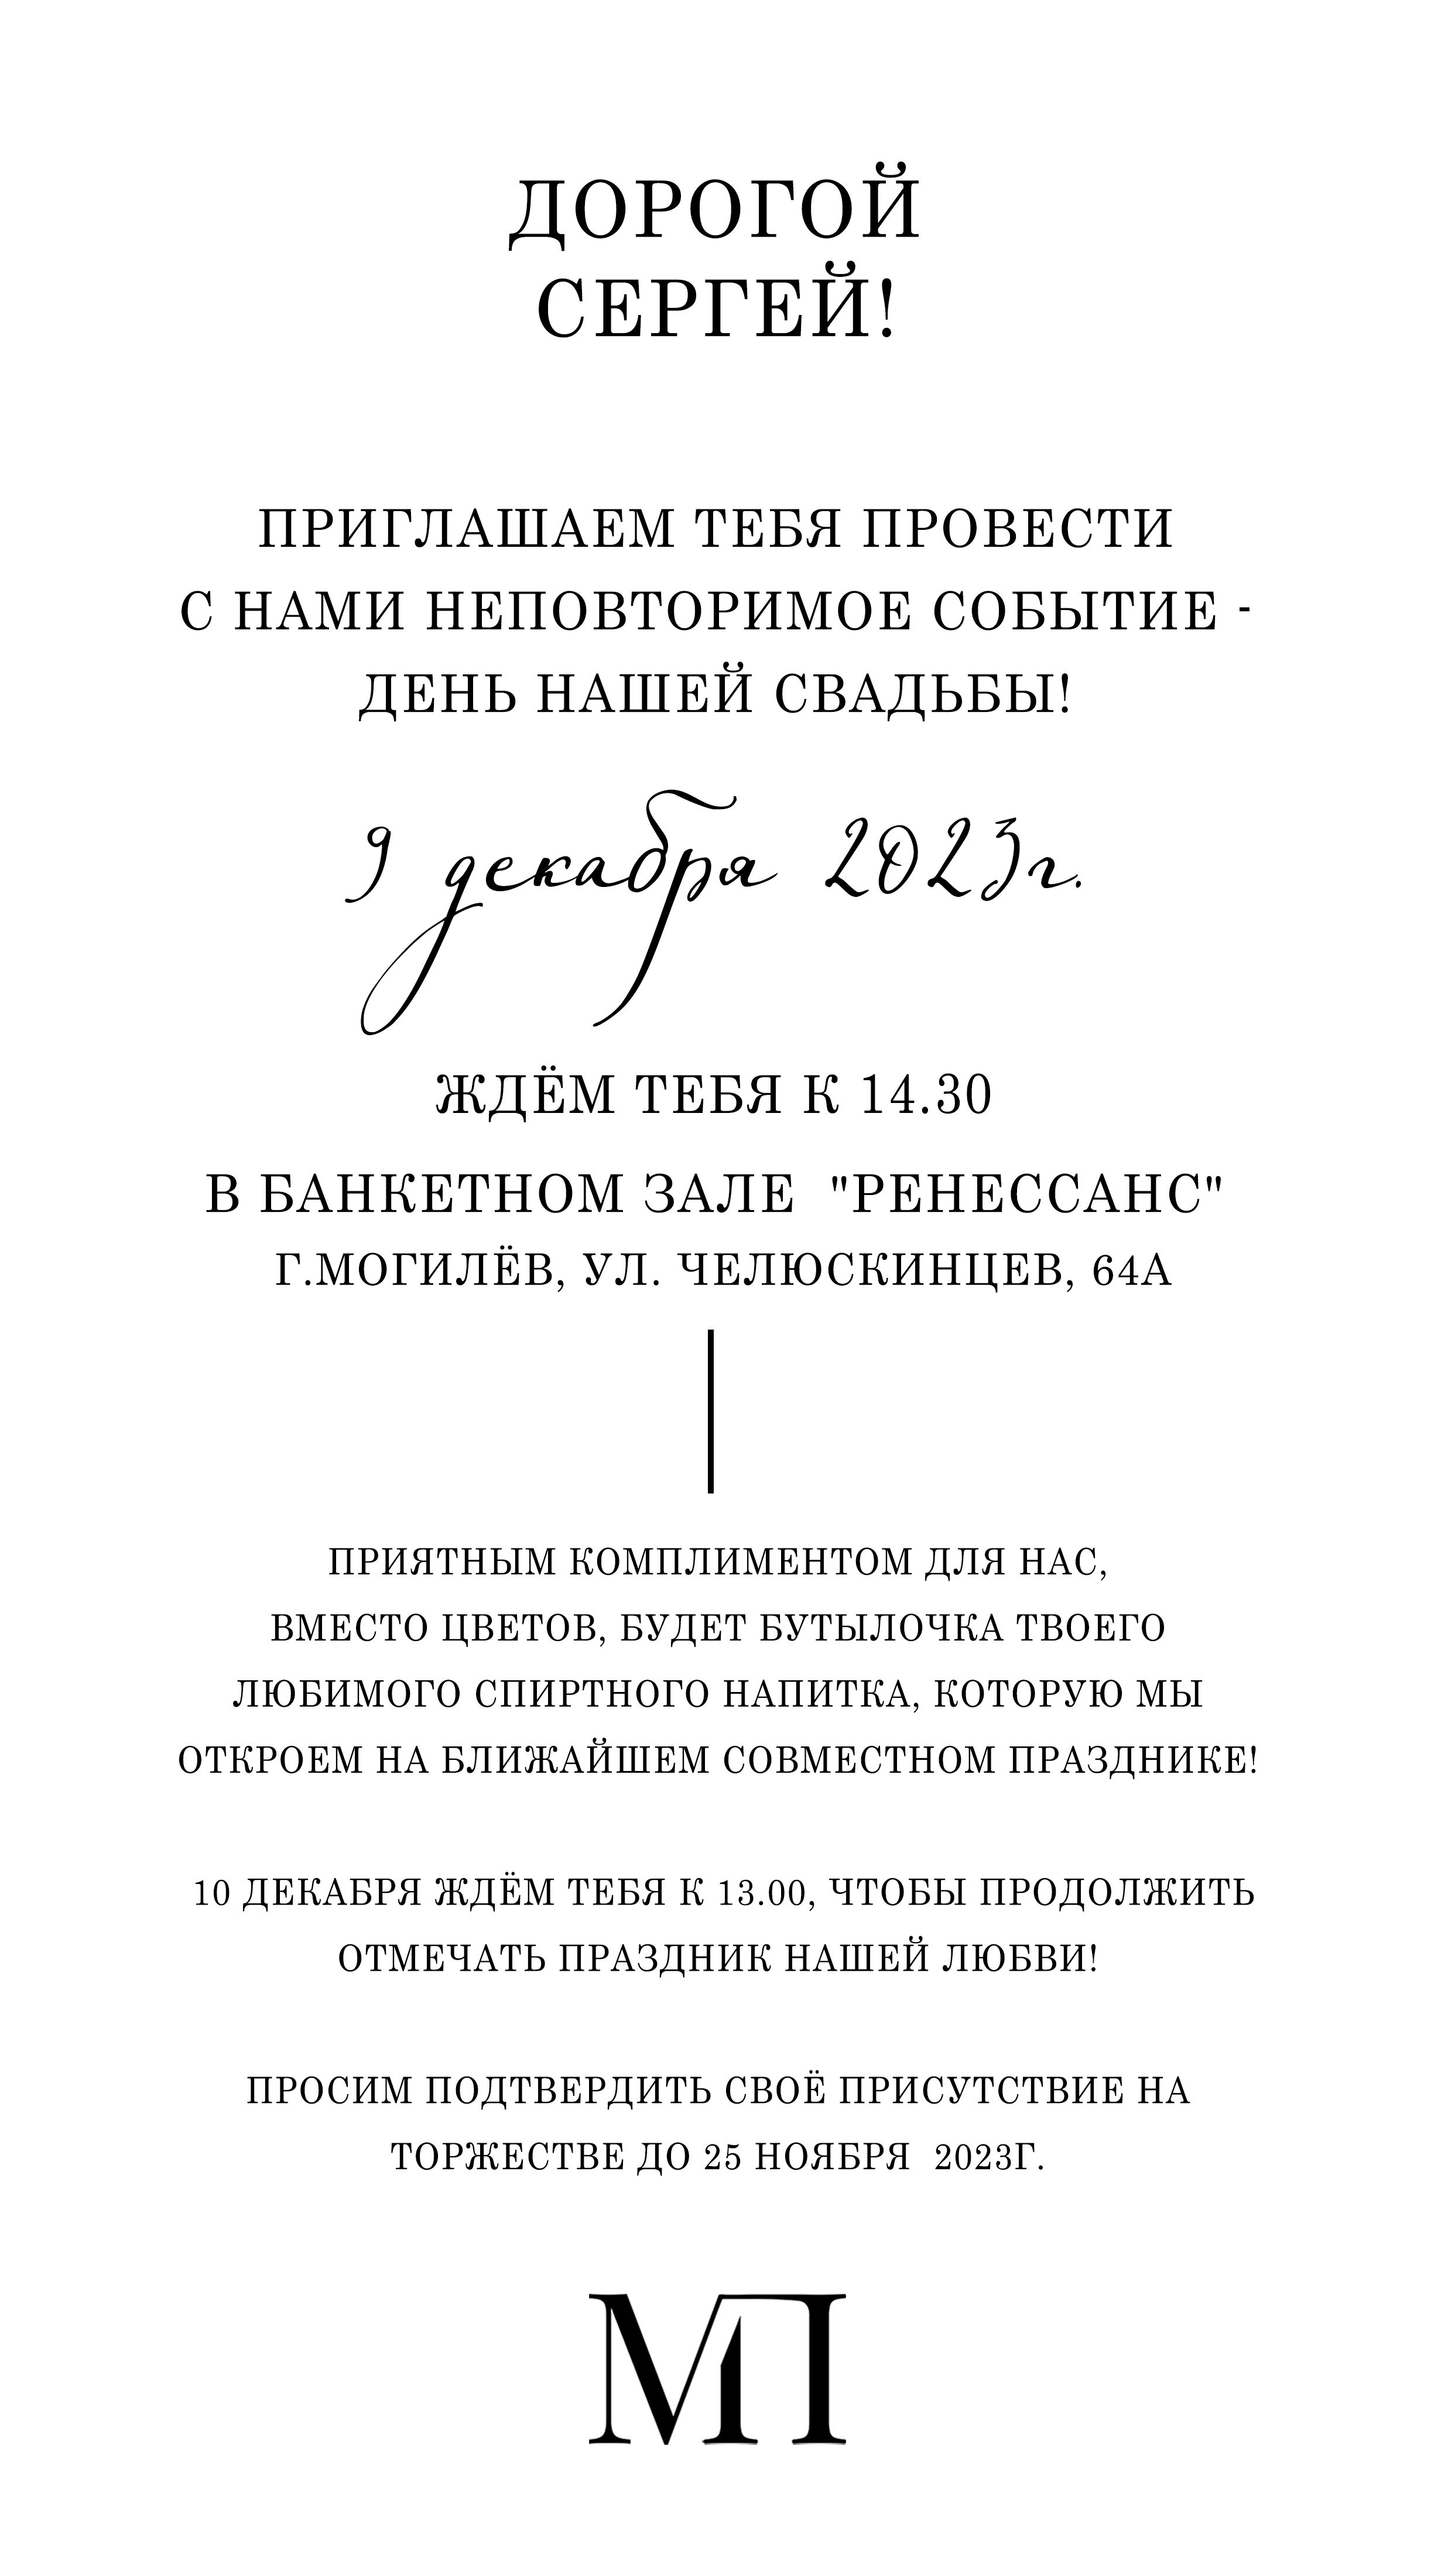 ДОРОГОЙ
СЕРГЕЙ!
ПРИГЛАШАЕМ ТЕБЯ ПРОВЕСТИ
С НАМИ НЕПОВТОРИМОЕ СОБЫТИЕ -
ДЕНЬ НАШЕЙ СВАДЬБЫ!
9 декабря 2023г.
ЖДЁМ ТЕБЯ К 14.30
В БАНКЕТНОМ ЗАЛЕ "РЕНЕССАНС"
Г.МОГИЛЁВ, УЛ. ЧЕЛЮСКИНЦЕВ, 64А
ПРИЯТНЫМ КОМПЛИМЕНТОМ ДЛЯ НАС,
ВМЕСТО ЦВЕТОВ, БУДЕТ БУТЫЛОЧКА ТВОЕГО
ЛЮБИМОГО СПИРТНОГО НАПИТКА, КОТОРУЮ МЫ
ОТКРОЕМ НА БЛИЖАЙШЕМ СОВМЕСТНОМ ПРАЗДНИКЕ!
10 ДЕКАБРЯ ЖДЁМ ТЕБЯ К 13.00, ЧТОБЫ ПРОДОЛЖИТЬ
ОТМЕЧАТЬ ПРАЗДНИК НАШЕЙ ЛЮБВИ!
ПРОСИМ ПОДТВЕРДИТЬ СВОЁ ПРИСУТСТВИЕ НА
ТОРЖЕСТВЕ ДО 25 НОЯБРЯ 2023Г.
МП